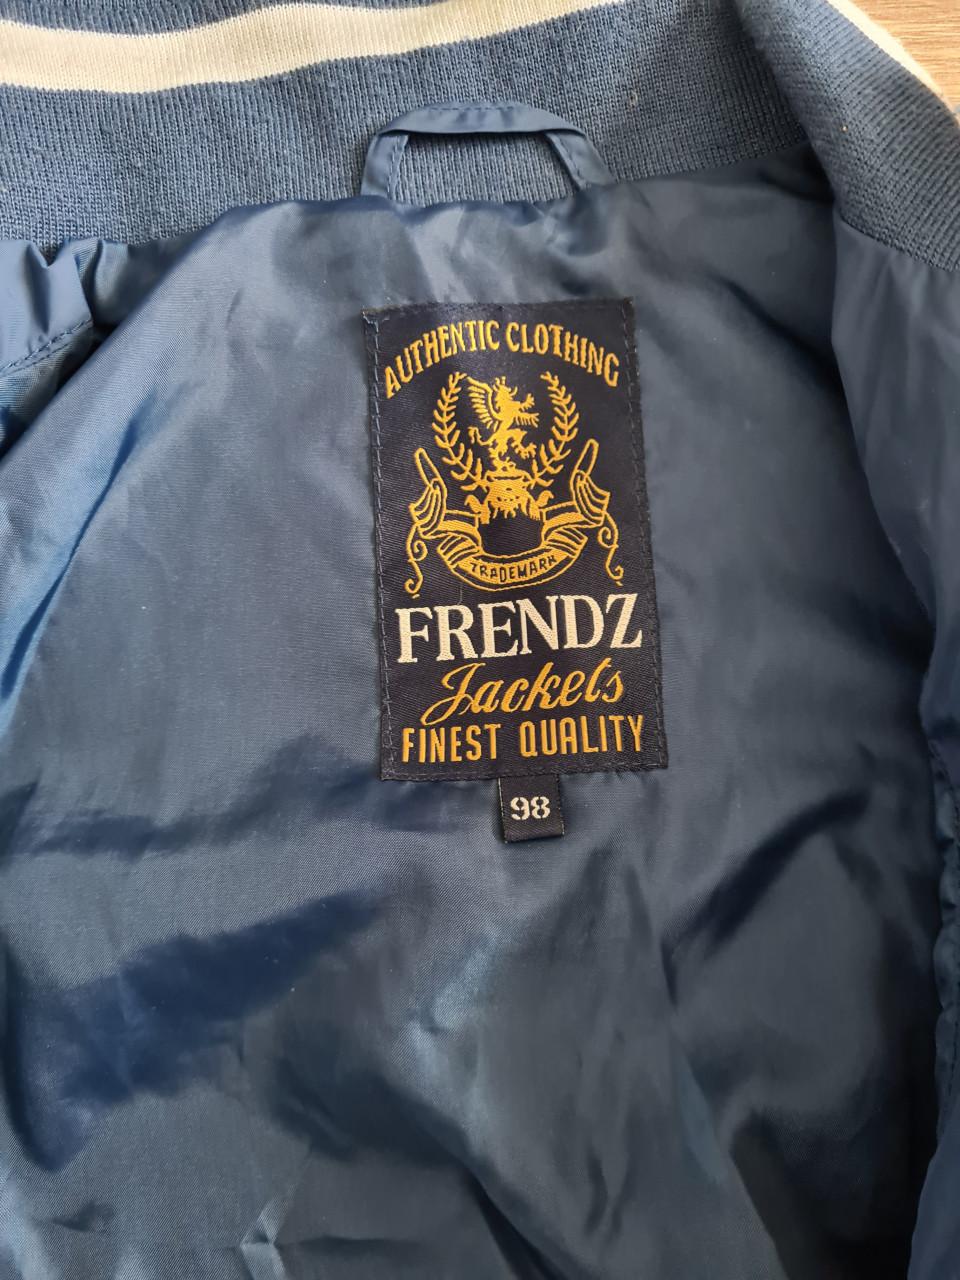 AUTHENTIC CLOTHING
TRADEMARK
FRENDZ
Jackets
FINEST QUALITY
98